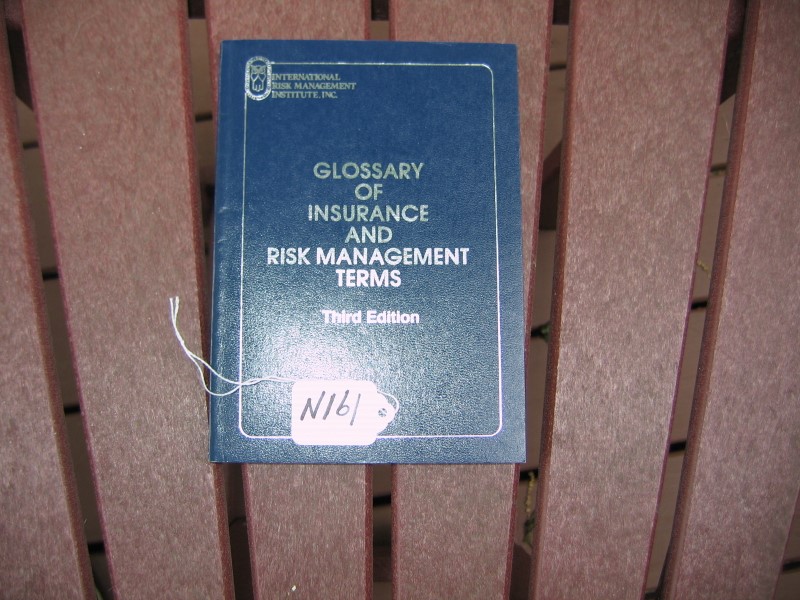 INTERNATIONAL
RISK MANAGEMENT
INSTITUTE, INC.
GLOSSARY
OF
INSURANCE
AND
RISK MANAGEMENT
TERMS
Third Edition
N161